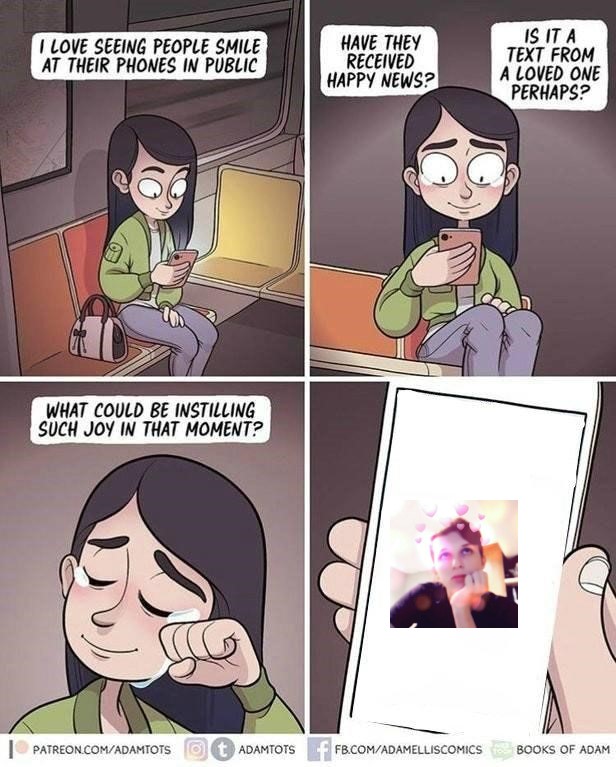 I LOVE SEEING PEOPLE SMILE
AT THEIR PHONES IN PUBLIC
HAVE THEY
RECEIVED
HAPPY NEWS?
IS IT A
TEXT FROM
A LOVED ONE
PERHAPS?
WHAT COULD BE INSTILLING
SUCH JOY IN THAT MOMENT?
PATREON.COM/ADAMTOTS
ADAMTOTS
FB.COM/ADAMELLISCOMICS
BOOKS OF ADAM